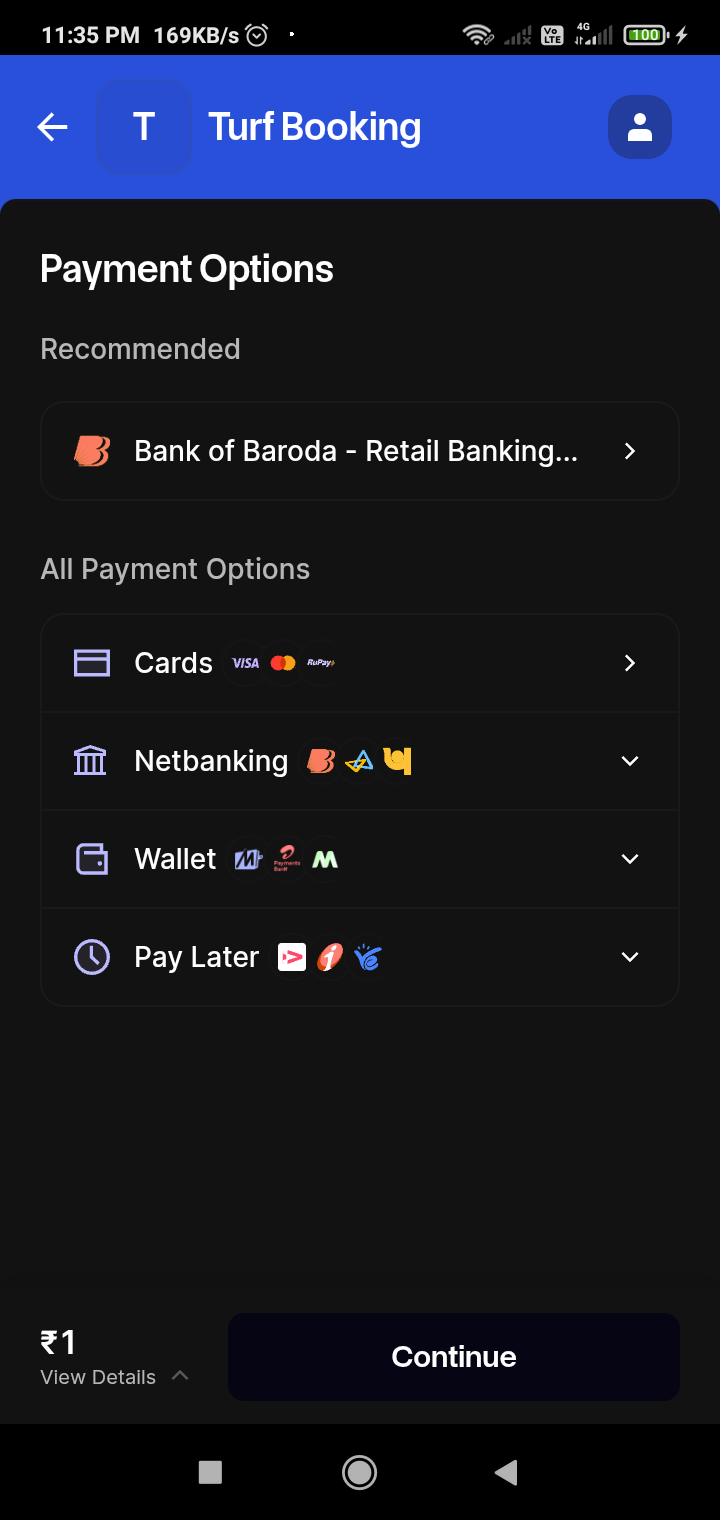 11:35 PM 169KB/s
Vo LTE 4G 100
T Turf Booking
Payment Options
Recommended
Bank of Baroda - Retail Banking...
All Payment Options
Cards VISA RuPay
Netbanking
Wallet Payments Bank
Pay Later
₹1
View Details
Continue